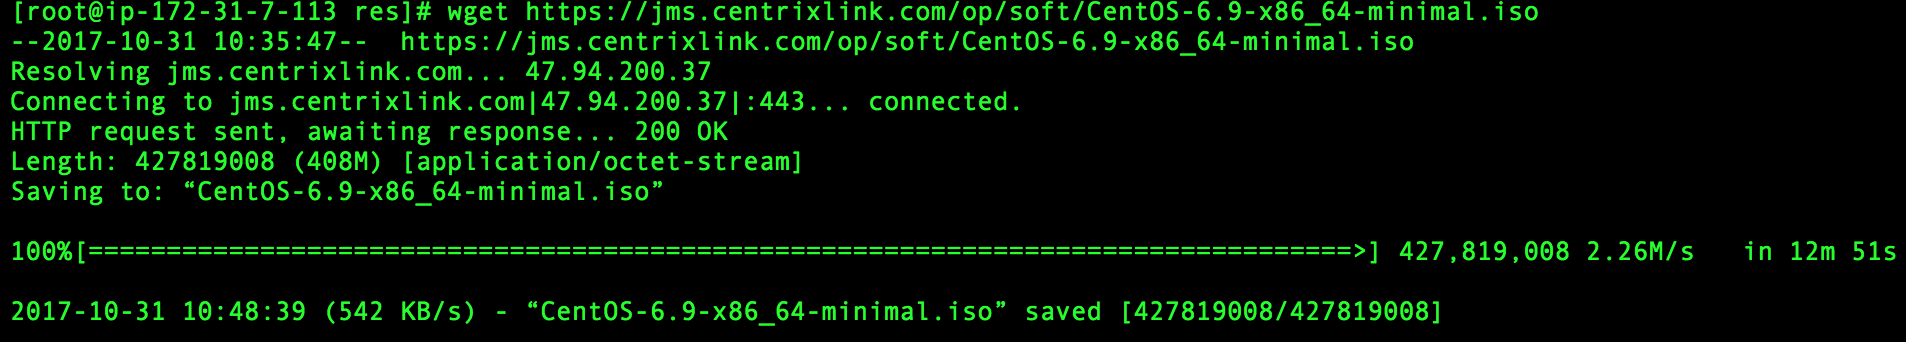 [root@ip-172-31-7-113 res]# wget https://jms.centrixlink.com/op/soft/CentOS-6.9-x86_64-minimal.iso
--2017-10-31 10:35:47--  https://jms.centrixlink.com/op/soft/CentOS-6.9-x86_64-minimal.iso
Resolving jms.centrixlink.com... 47.94.200.37
Connecting to jms.centrixlink.com|47.94.200.37|:443... connected.
HTTP request sent, awaiting response... 200 OK
Length: 427819008 (408M) [application/octet-stream]
Saving to: “CentOS-6.9-x86_64-minimal.iso”
100%[=================================================================================>] 427,819,008 2.26M/s   in 12m 51s
2017-10-31 10:48:39 (542 KB/s) - “CentOS-6.9-x86_64-minimal.iso” saved [427819008/427819008]